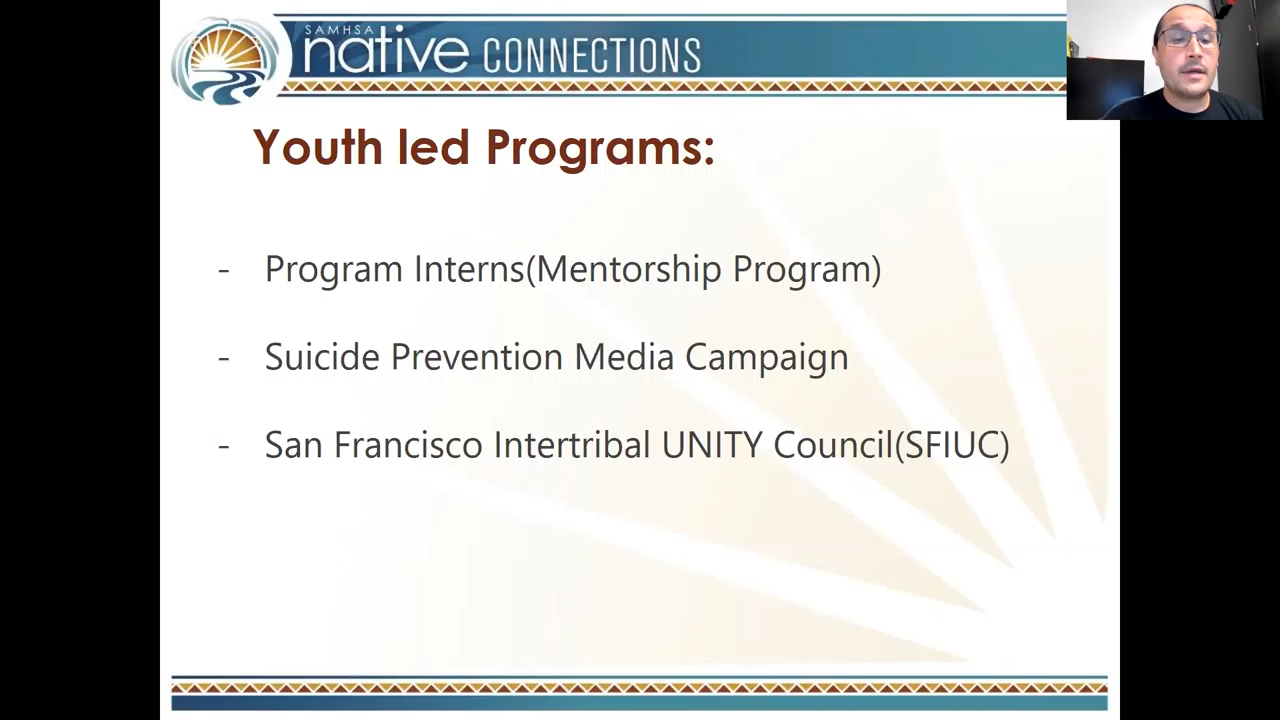 SAMHSA
native CONNECTIONS
Youth led Programs:
- Program Interns(Mentorship Program)
- Suicide Prevention Media Campaign
- San Francisco Intertribal UNITY Council(SFIUC)